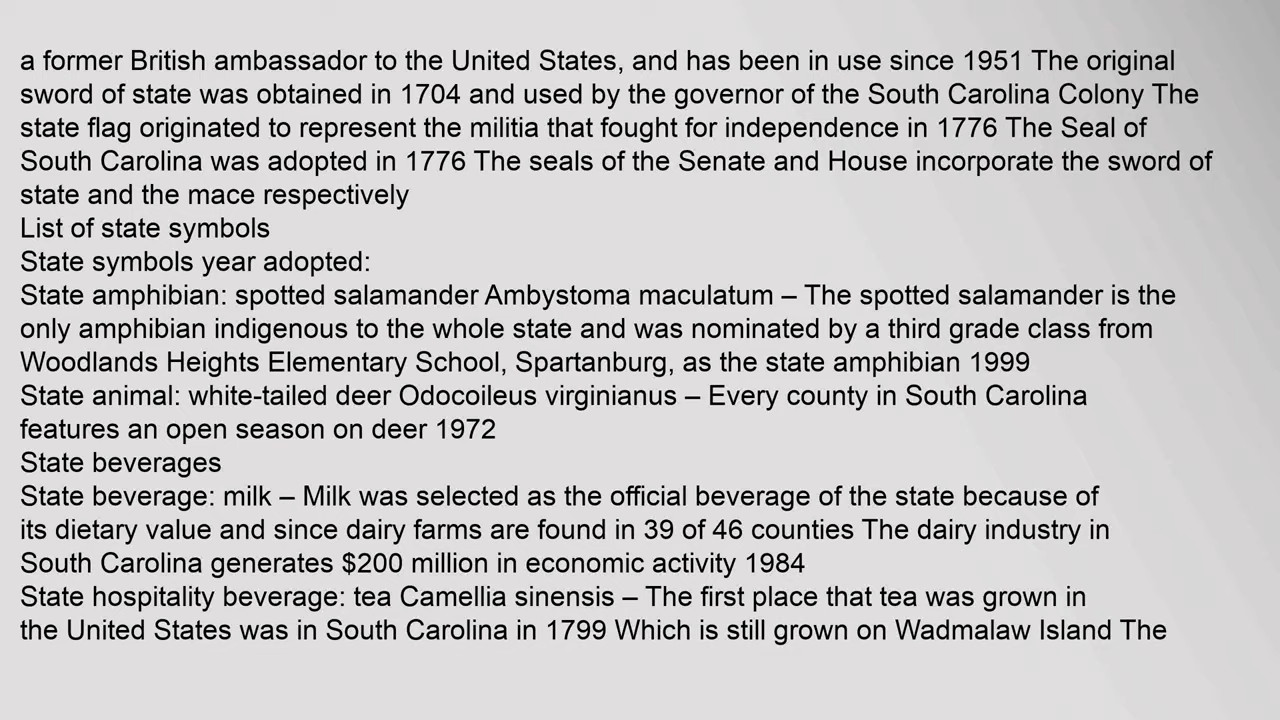 a former British ambassador to the United States, and has been in use since 1951 The original
sword of state was obtained in 1704 and used by the governor of the South Carolina Colony The
state flag originated to represent the militia that fought for independence in 1776 The Seal of
South Carolina was adopted in 1776 The seals of the Senate and House incorporate the sword of
state and the mace respectively
List of state symbols
State symbols year adopted:
State amphibian: spotted salamander Ambystoma maculatum – The spotted salamander is the
only amphibian indigenous to the whole state and was nominated by a third grade class from
Woodlands Heights Elementary School, Spartanburg, as the state amphibian 1999
State animal: white-tailed deer Odocoileus virginianus – Every county in South Carolina
features an open season on deer 1972
State beverages
State beverage: milk – Milk was selected as the official beverage of the state because of
its dietary value and since dairy farms are found in 39 of 46 counties The dairy industry in
South Carolina generates $200 million in economic activity 1984
State hospitality beverage: tea Camellia sinensis – The first place that tea was grown in
the United States was in South Carolina in 1799 Which is still grown on Wadmalaw Island The